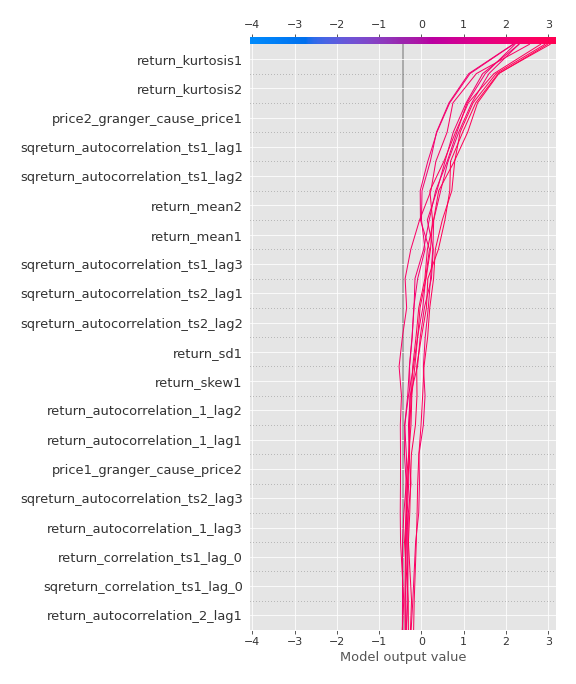 −4 −3 −2 −1 0 1 2 3
return_kurtosis1
return_kurtosis2
price2_granger_cause_price1
sqreturn_autocorrelation_ts1_lag1
sqreturn_autocorrelation_ts1_lag2
return_mean2
return_mean1
sqreturn_autocorrelation_ts1_lag3
sqreturn_autocorrelation_ts2_lag1
sqreturn_autocorrelation_ts2_lag2
return_sd1
return_skew1
return_autocorrelation_1_lag2
return_autocorrelation_1_lag1
price1_granger_cause_price2
sqreturn_autocorrelation_ts2_lag3
return_autocorrelation_1_lag3
return_correlation_ts1_lag_0
sqreturn_correlation_ts1_lag_0
return_autocorrelation_2_lag1
−4 −3 −2 −1 0 1 2 3
Model output value